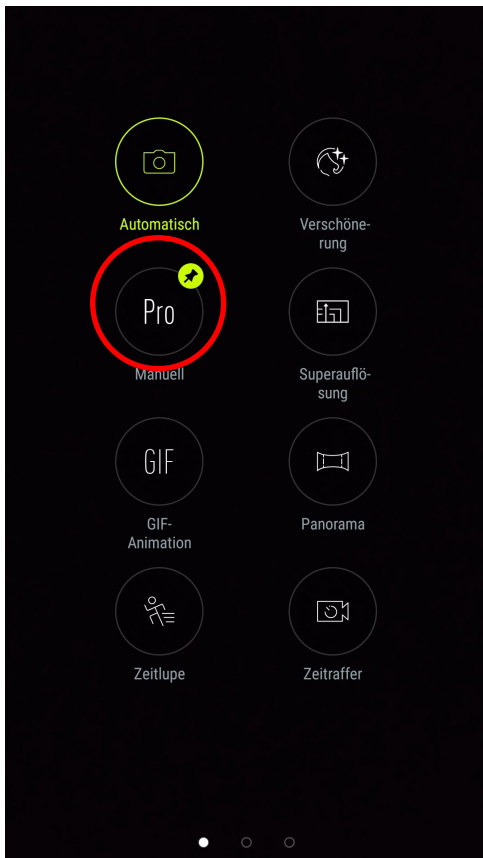 Automatisch
Verschöne-
rung
Pro
Manuell
Superauflö-
sung
GIF
GIF-
Animation
Panorama
Zeitlupe
Zeitraffer